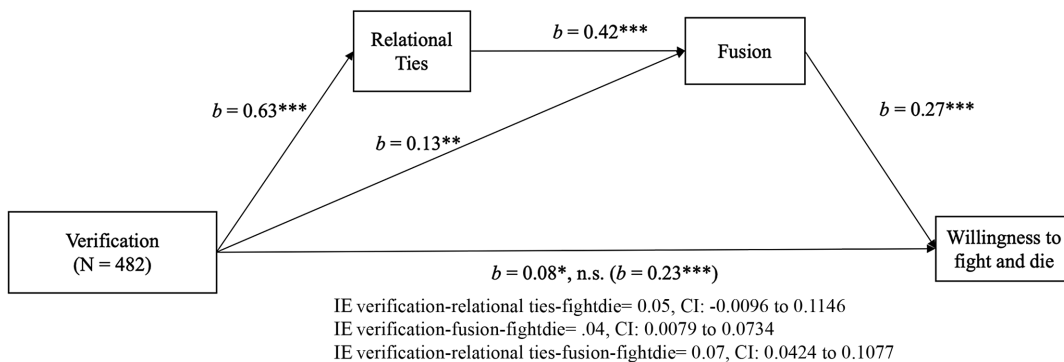 Relational
Ties
b = 0.42***
Fusion
b = 0.63***
b = 0.13**
b = 0.27***
Verification
(N = 482)
Willingness to
fight and die
b = 0.08*, n.s. (b = 0.23***)
IE verification-relational ties-fightdie= 0.05, CI: -0.0096 to 0.1146
IE verification-fusion-fightdie= .04, CI: 0.0079 to 0.0734
IE verification-relational ties-fusion-fightdie= 0.07, CI: 0.0424 to 0.1077